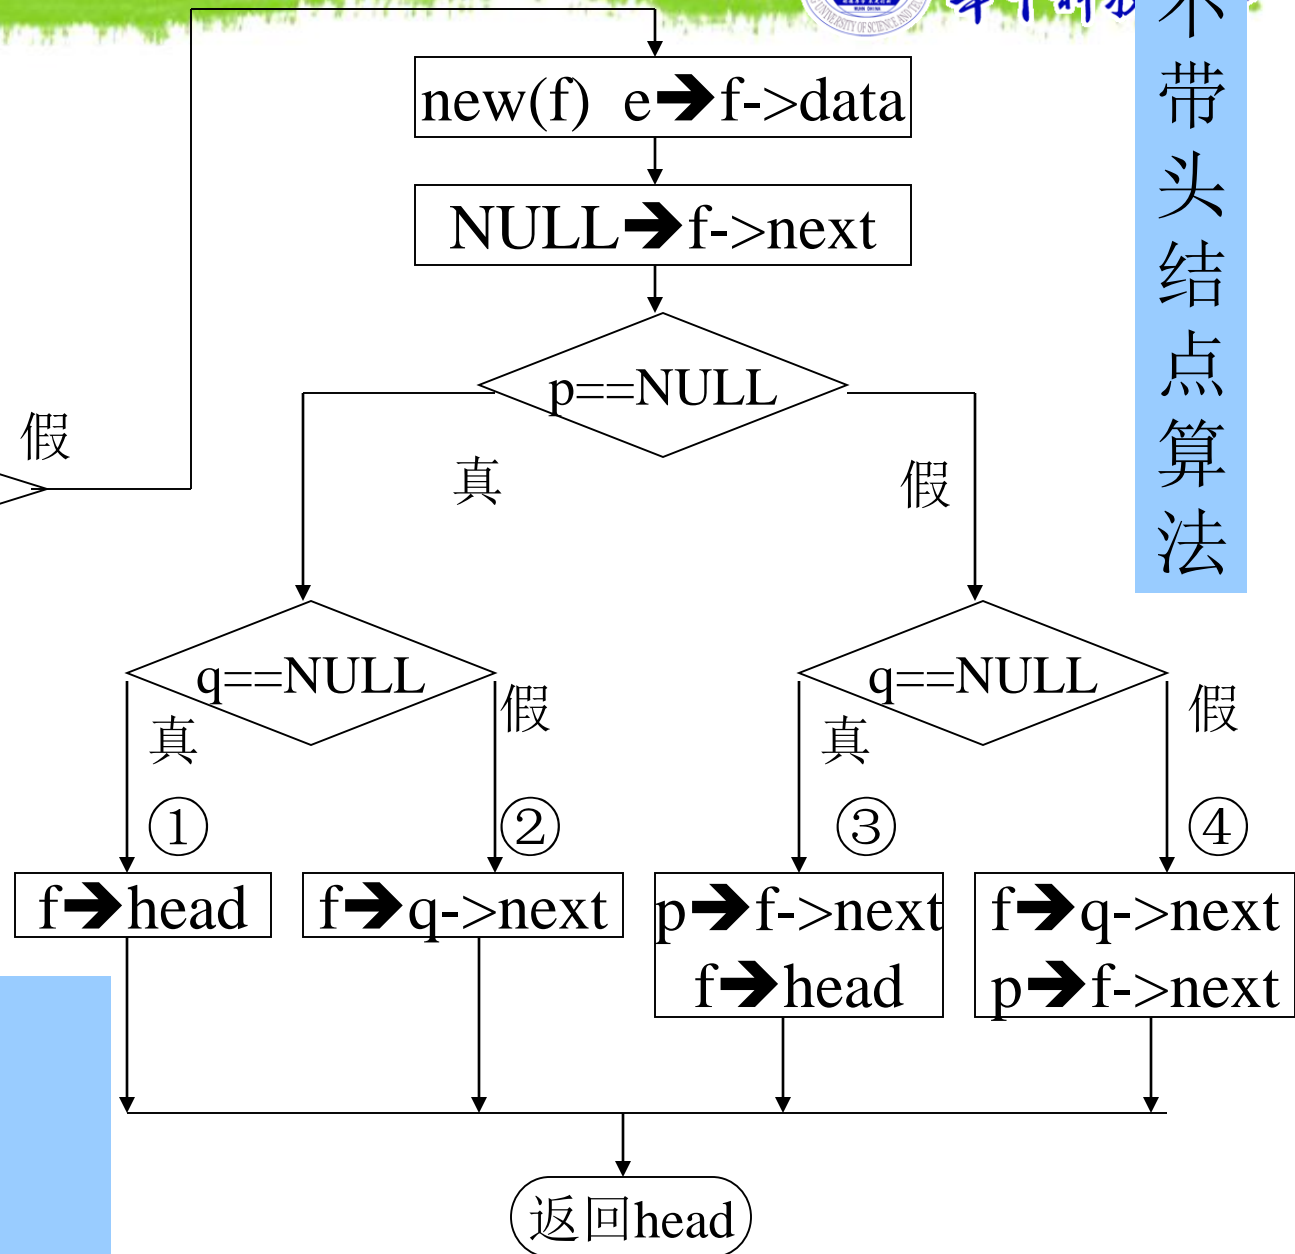 new(f) e➔f->data
NULL➔f->next
p==NULL
假
真
假
q==NULL
q==NULL
真
假
真
假
①
②
③
④
f➔head
f➔q->next
p➔f->next
f➔head
f➔q->next
p➔f->next
返回head
不带头结点算法